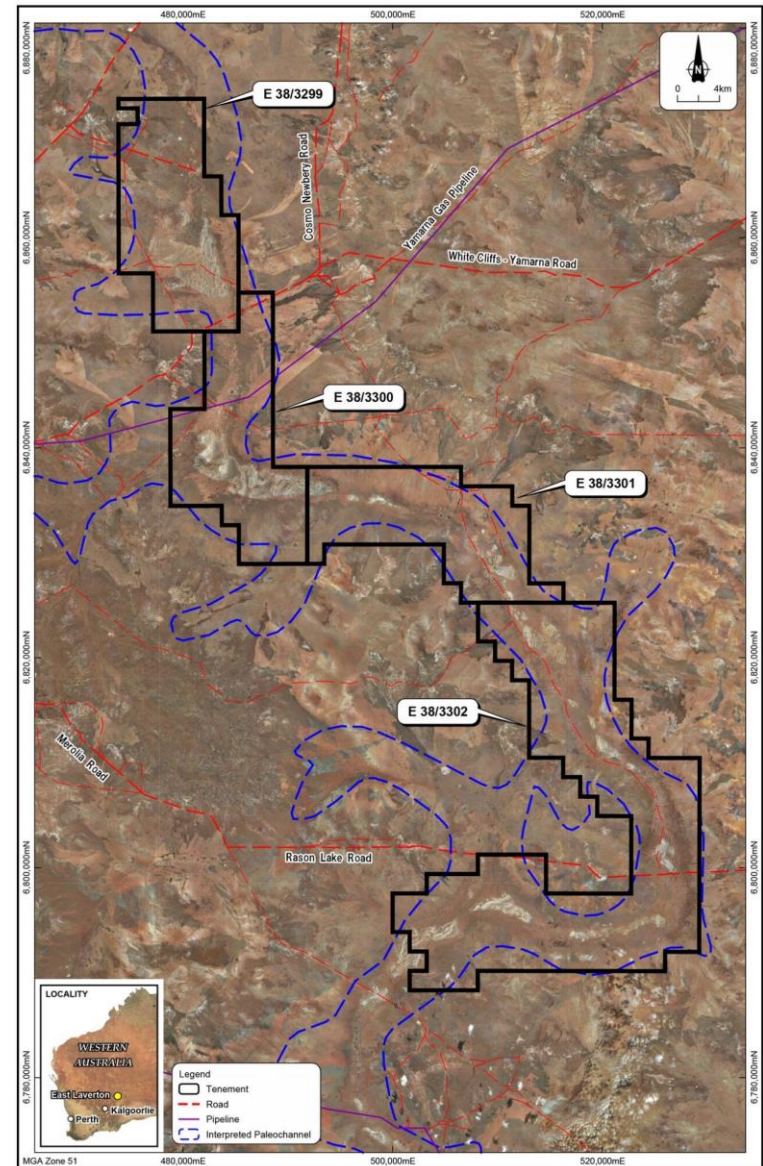 480,000mE
500,000mE
520,000mE
6,880,000mN
6,880,000mN
N
0 4km
E 38/3299
Cosmo Newbery Road
Yamarna Gas Pipeline
6,860,000mN
6,860,000mN
White Cliffs - Yamarna Road
E 38/3300
6,840,000mN
6,840,000mN
E 38/3301
6,820,000mN
6,820,000mN
E 38/3302
Merolia Road
Rason Lake Road
6,800,000mN
6,800,000mN
LOCALITY
WESTERN
AUSTRALIA
East Laverton
Kalgoorlie
Perth
Legend
Tenement
Road
Pipeline
Interpreted Paleochannel
6,780,000mN
6,780,000mN
MGA Zone 51
480,000mE
500,000mE
520,000mE